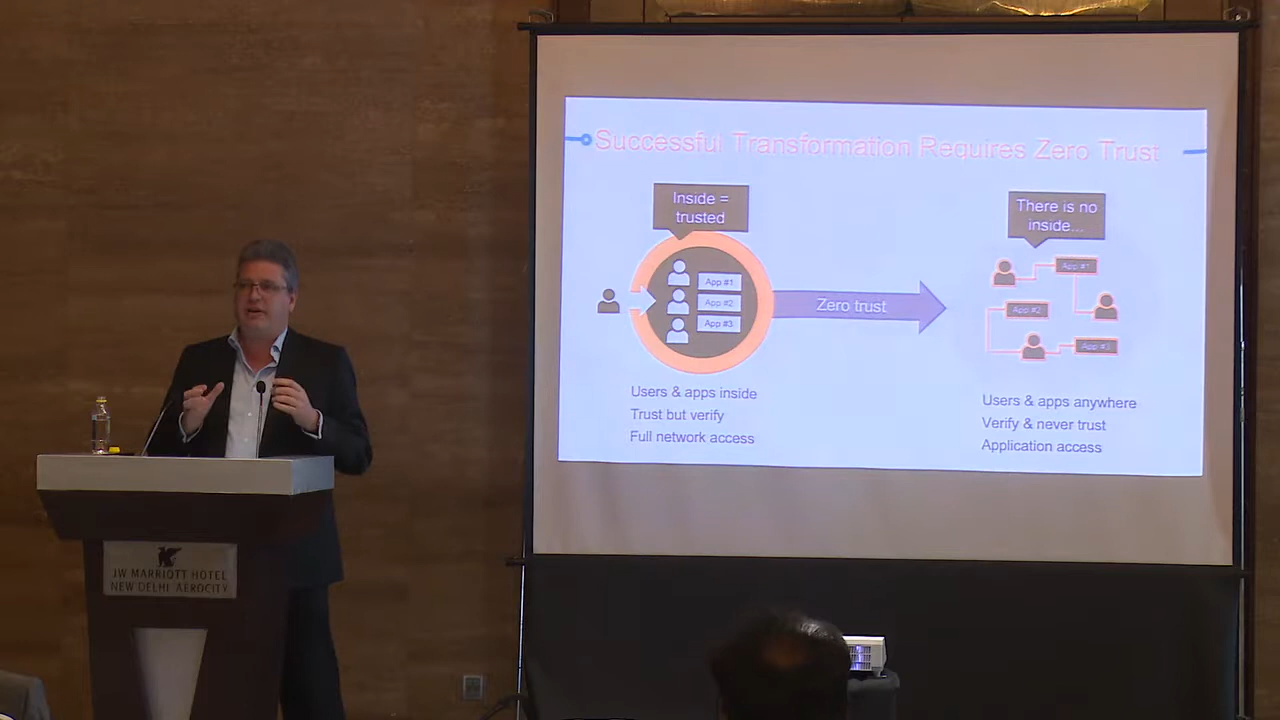 Successful Transformation Requires Zero Trust
Inside =
trusted
App #1
App #2
App #3
Zero trust
There is no
inside...
App #1
App #2
App #3
Users & apps inside
Trust but verify
Full network access
Users & apps anywhere
Verify & never trust
Application access
JW MARRIOTT HOTEL
NEW DELHI AEROCITY